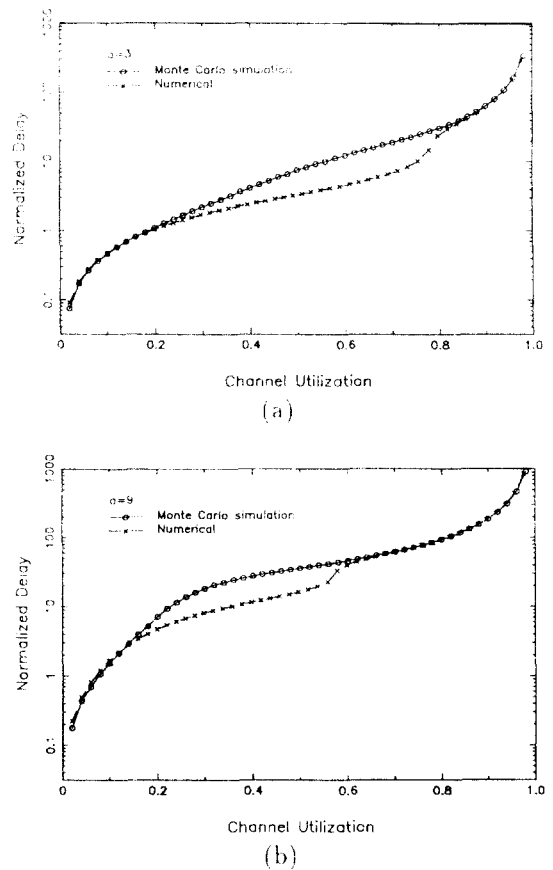 1000
100
10
1
0.1
Normalized Delay
a=3
Monte Carlo simulation
Numerical
0
0.2
0.4
0.6
0.8
1.0
Channel Utilization
(a)
1000
100
10
1
0.1
Normalized Delay
a=9
Monte Carlo simulation
Numerical
0
0.2
0.4
0.6
0.8
1.0
Channel Utilization
(b)